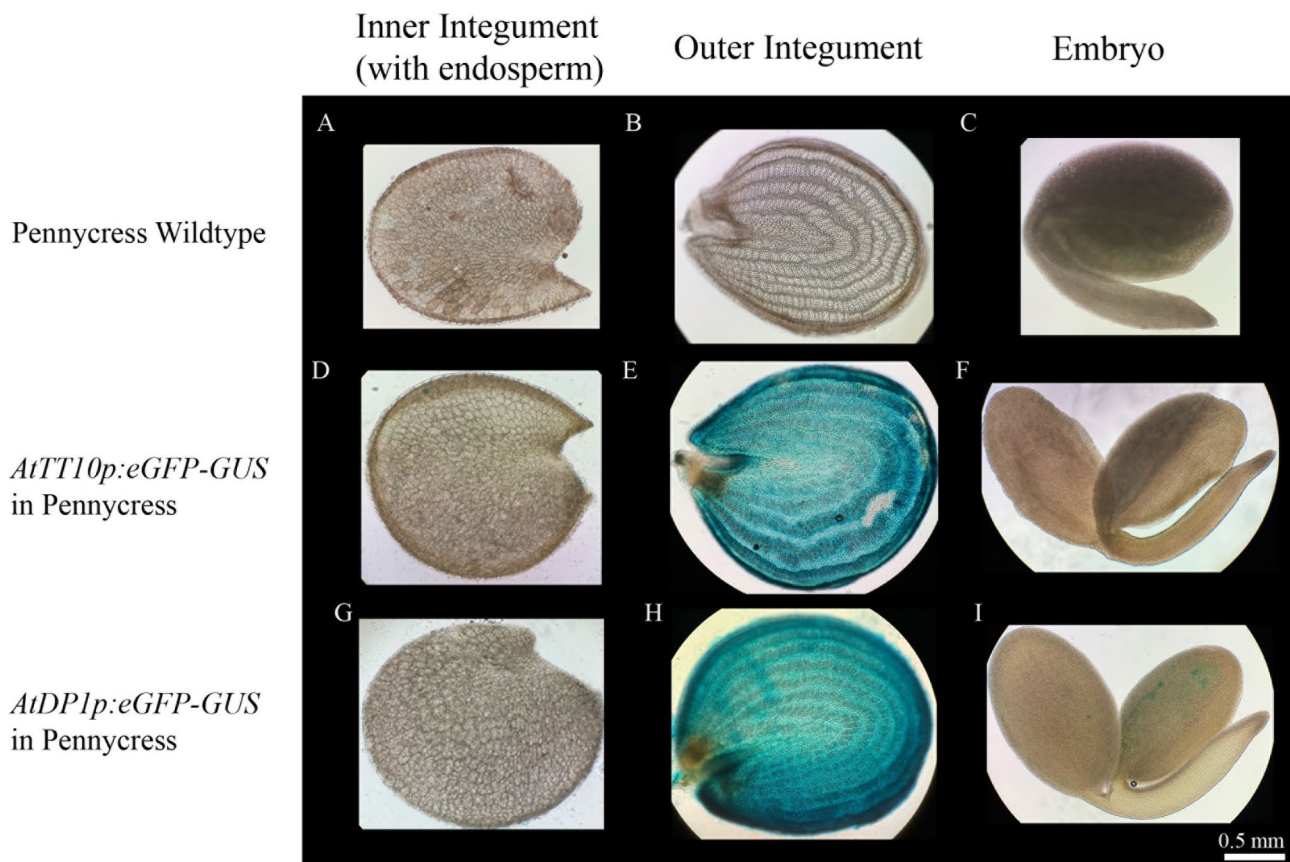 Inner Integument
(with endosperm)
Outer Integument
Embryo
A
B
C
Pennycress Wildtype
D
E
F
AtTT10p:eGFP-GUS
in Pennycress
G
H
I
AtDP1p:eGFP-GUS
in Pennycress
0.5 mm